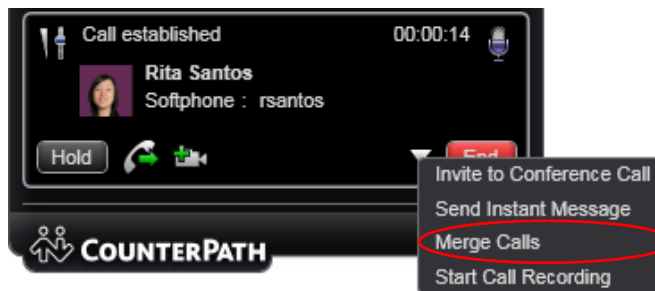 Call established 00:00:14
Rita Santos
Softphone : rsantos
Hold End
Invite to Conference Call
Send Instant Message
Merge Calls
Start Call Recording
COUNTERPATH